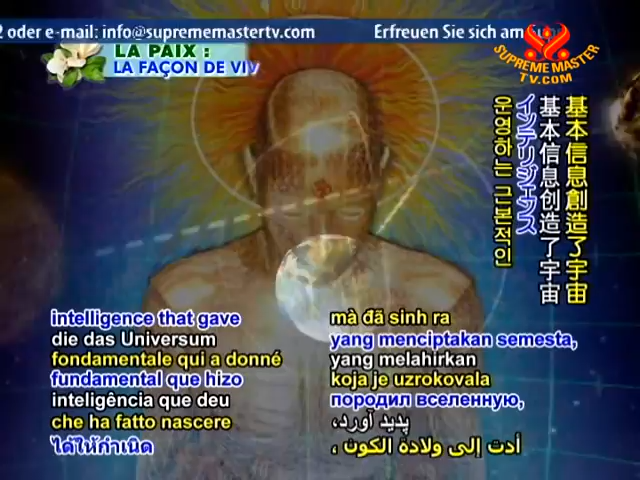 2 oder e-mail: info@suprememastertv.com Erfreuen Sie sich am
LA PAIX :
LA FAÇON DE VIV
SUPREME MASTER
TV.COM
基本信息創造了宇宙
基本信息创造了宇宙
インテリジェンス
운영하는 근본적인
intelligence that gave
die das Universum
fondamentale qui a donné
fundamental que hizo
inteligência que deu
che ha fatto nascere
ได้ให้กำเนิด
mà đã sinh ra
yang menciptakan semesta,
yang melahirkan
koja je uzrokovala
породил вселенную,
پدید آورد،
أدت إلى ولادة الكون ،